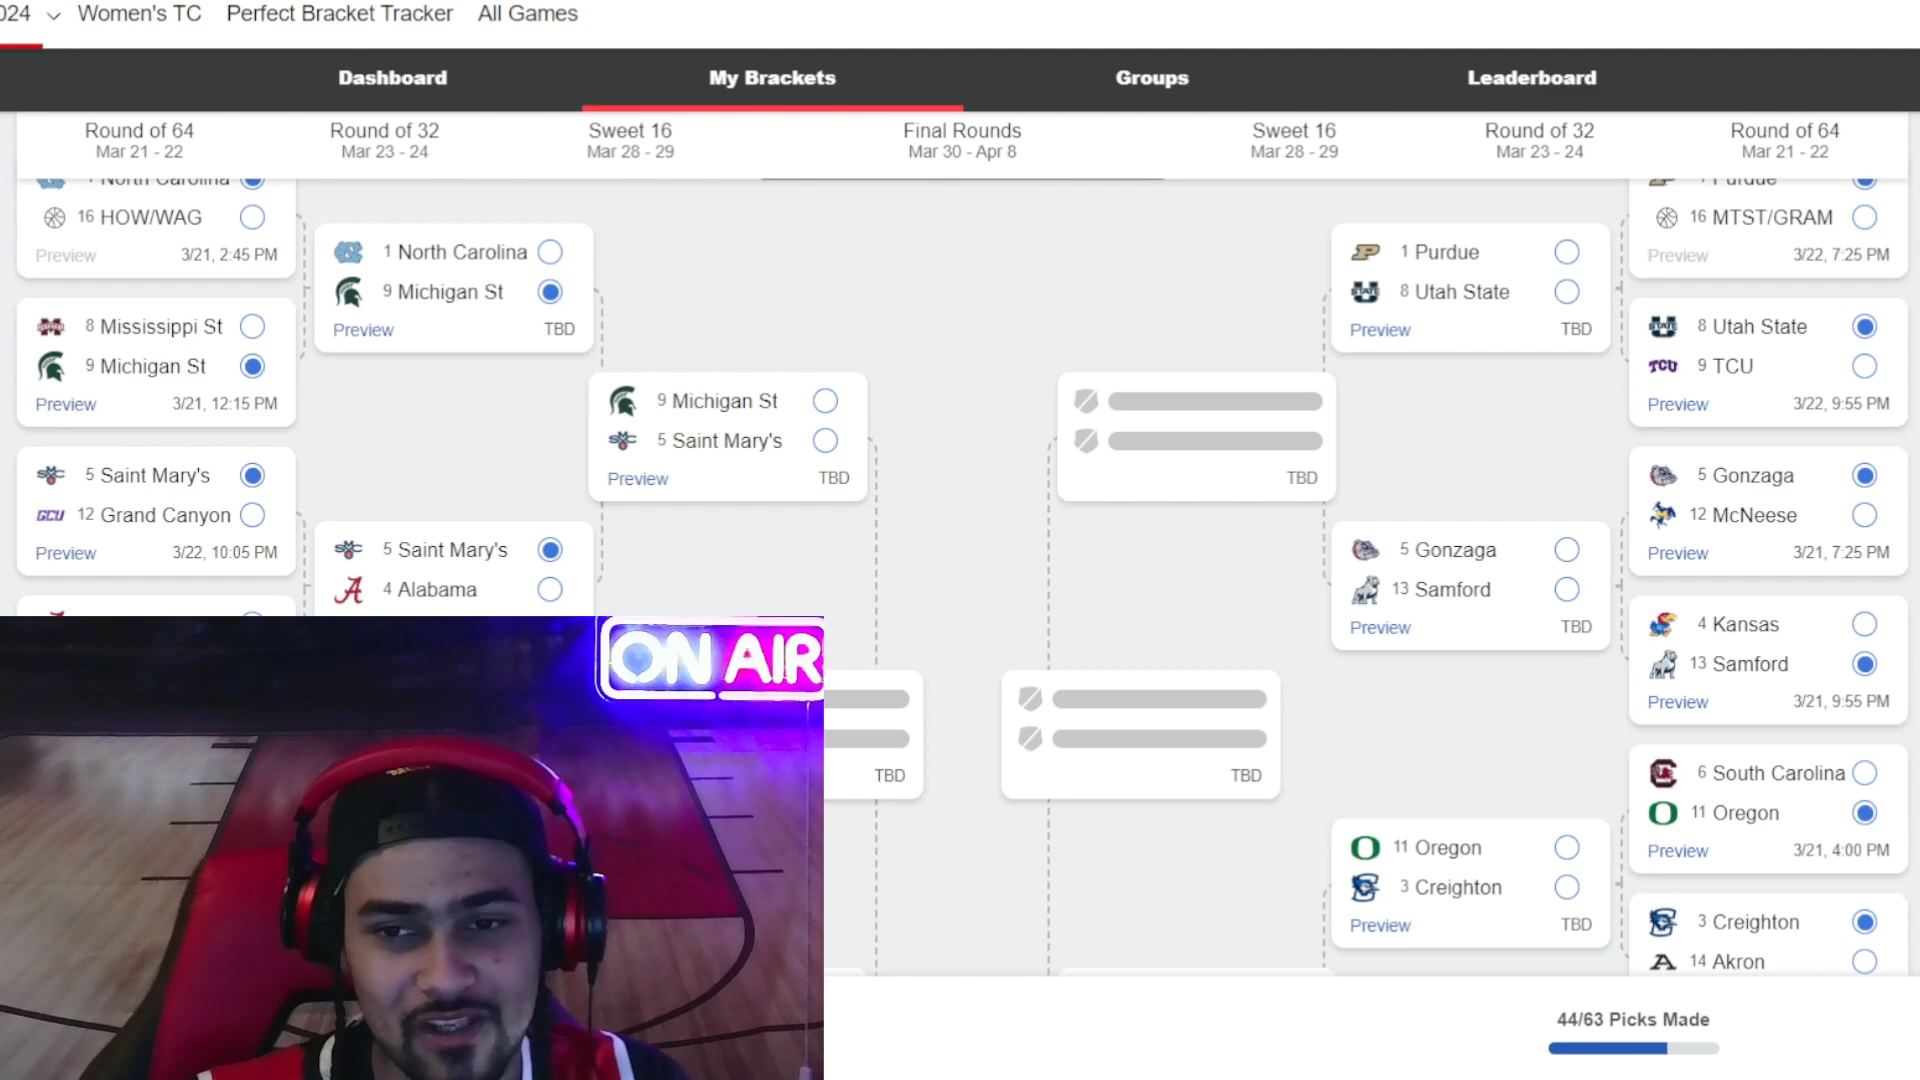 024 Women's TC Perfect Bracket Tracker All Games
Dashboard My Brackets Groups Leaderboard
Round of 64 Round of 32 Sweet 16 Final Rounds Sweet 16 Round of 32 Round of 64
Mar 21 - 22 Mar 23 - 24 Mar 28 - 29 Mar 30 - Apr 8 Mar 28 - 29 Mar 23 - 24 Mar 21 - 22
1 North Carolina
16 HOW/WAG
Preview 3/21, 2:45 PM
8 Mississippi St
9 Michigan St
Preview 3/21, 12:15 PM
5 Saint Mary's
GCU 12 Grand Canyon
Preview 3/22, 10:05 PM
1 North Carolina
9 Michigan St
Preview TBD
5 Saint Mary's
4 Alabama
9 Michigan St
5 Saint Mary's
Preview TBD
TBD
TBD
TBD
1 Purdue
8 Utah State
Preview TBD
5 Gonzaga
13 Samford
Preview TBD
11 Oregon
3 Creighton
Preview TBD
1 Purdue
16 MTST/GRAM
Preview 3/22, 7:25 PM
8 Utah State
TCU 9 TCU
Preview 3/22, 9:55 PM
5 Gonzaga
12 McNeese
Preview 3/21, 7:25 PM
4 Kansas
13 Samford
Preview 3/21, 9:55 PM
6 South Carolina
11 Oregon
Preview 3/21, 4:00 PM
3 Creighton
14 Akron
ON AIR
44/63 Picks Made